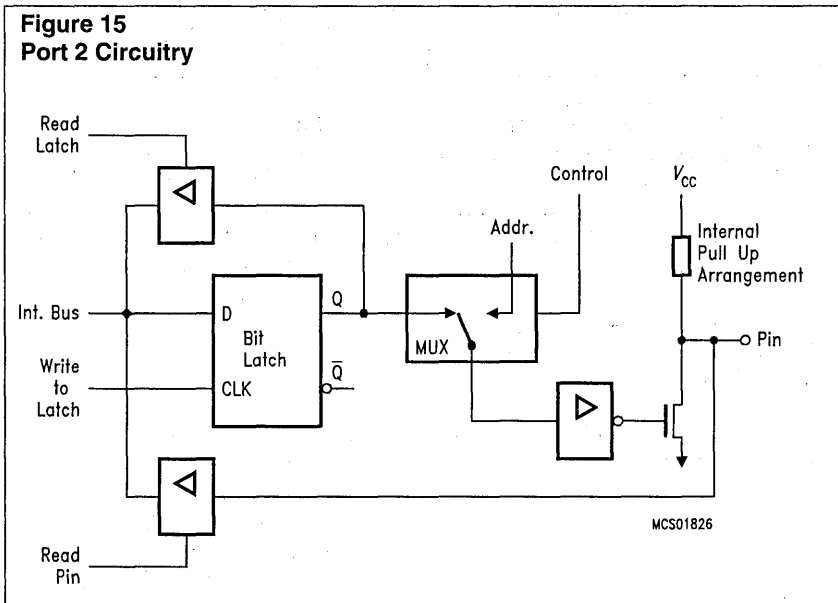 Figure 15
Port 2 Circuitry
Read
Latch
Control
VCC
Addr.
Internal
Pull Up
Arrangement
Int. Bus
D
Q
Bit
Latch
MUX
Pin
Write
to
Latch
CLK
Q̅
MCS01826
Read
Pin